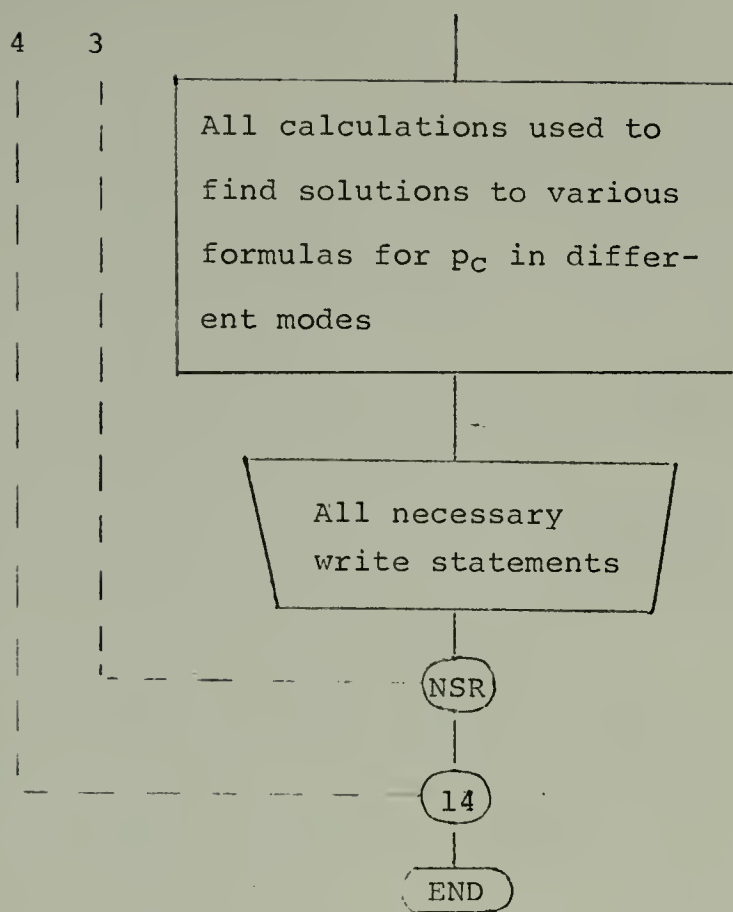 4 3
All calculations used to
find solutions to various
formulas for pC in differ-
ent modes
All necessary
write statements
NSR
14
END